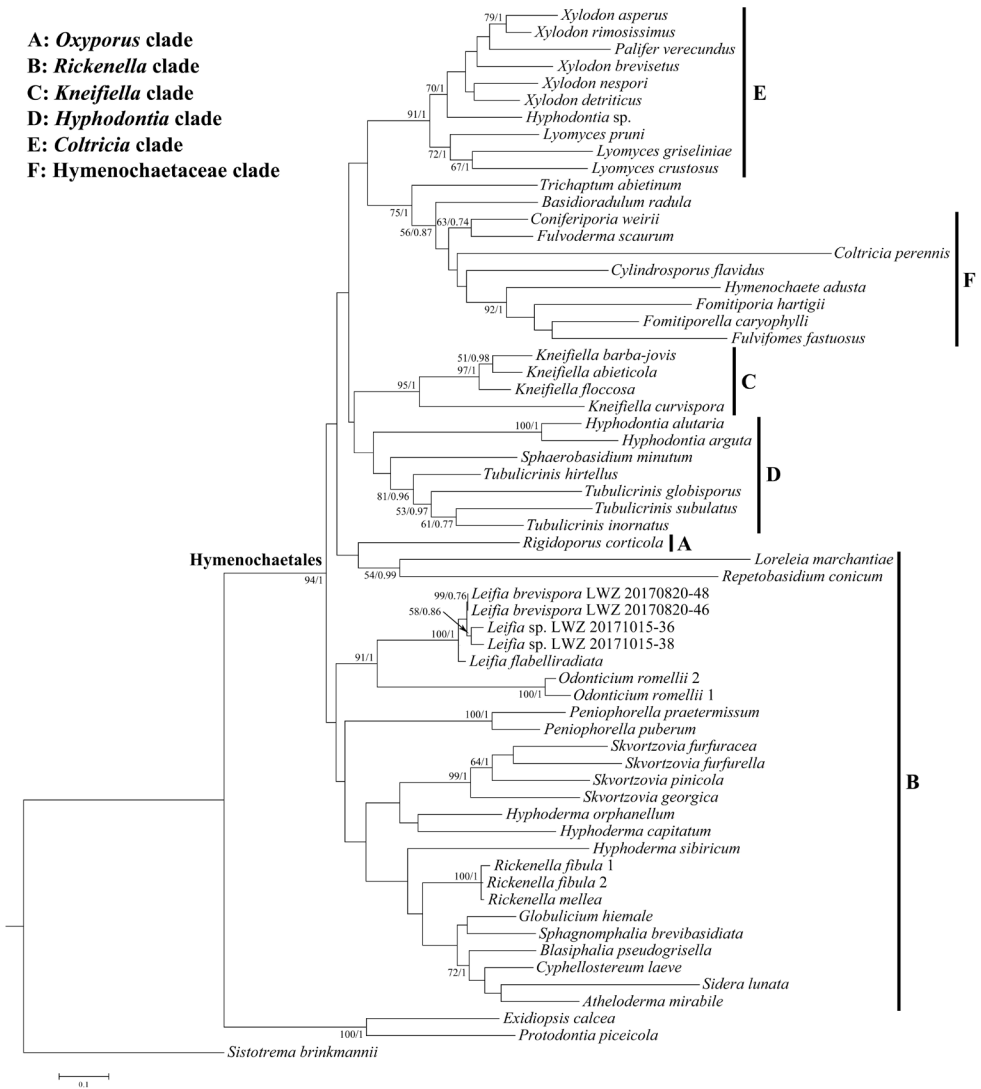 A: Oxyporus clade
B: Rickenella clade
C: Kneifiella clade
D: Hyphodontia clade
E: Coltricia clade
F: Hymenochaetaceae clade
79/1
Xylodon asperus
Xylodon rimosissimus
Palifer verecundus
Xylodon brevisetus
70/1
Xylodon nespori
Xylodon detriticus
E
91/1
Hyphodontia sp.
Lyomyces pruni
72/1
Lyomyces griseliniae
67/1
Lyomyces crustosus
Trichaptum abietinum
75/1
Basidioradulum radula
63/0.74
Coniferiporia weirii
56/0.87
Fulvoderma scaurum
Coltricia perennis
Cylindrosporus flavidus
F
Hymenochaete adusta
92/1
Fomitiporia hartigii
Fomitiporella caryophylli
Fulvifomes fastuosus
51/0.98
Kneifiella barba-jovis
97/1
Kneifiella abieticola
95/1
Kneifiella floccosa
C
Kneifiella curvispora
100/1
Hyphodontia alutaria
Hyphodontia arguta
Sphaerobasidium minutum
Tubulicrinis hirtellus
D
81/0.96
Tubulicrinis globisporus
53/0.97
Tubulicrinis subulatus
61/0.77
Tubulicrinis inornatus
Rigidoporus corticola
A
Hymenochaetales
94/1
Loreleia marchantiae
54/0.99
Repetobasidium conicum
99/0.76
Leifia brevispora LWZ 20170820-48
58/0.86
Leifia brevispora LWZ 20170820-46
Leifia sp. LWZ 20171015-36
100/1
Leifia sp. LWZ 20171015-38
91/1
Leifia flabelliradiata
Odonticium romellii 2
100/1
Odonticium romellii 1
100/1
Peniophorella praetermissum
Peniophorella puberum
Skvortzovia furfuracea
64/1
Skvortzovia furfurella
99/1
Skvortzovia pinicola
B
Skvortzovia georgica
Hyphoderma orphanellum
Hyphoderma capitatum
Hyphoderma sibiricum
Rickenella fibula 1
100/1
Rickenella fibula 2
Rickenella mellea
Globulicium hiemale
Sphagnomphalia brevibasidiata
Blasiphalia pseudogrisella
72/1
Cyphellostereum laeve
Sidera lunata
Atheloderma mirabile
Exidiopsis calcea
100/1
Protodontia piceicola
Sistotrema brinkmannii
0.1